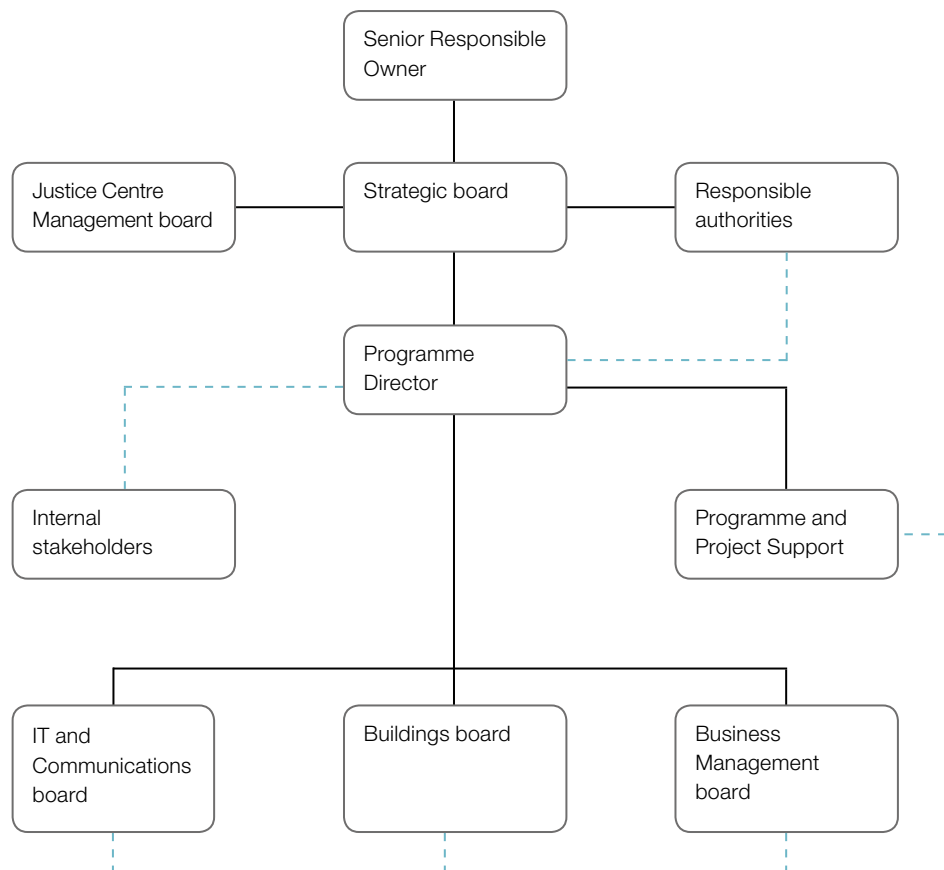 Senior Responsible
Owner
Justice Centre
Management board
Strategic board
Responsible
authorities
Programme
Director
Internal
stakeholders
Programme and
Project Support
IT and
Communications
board
Buildings board
Business
Management
board